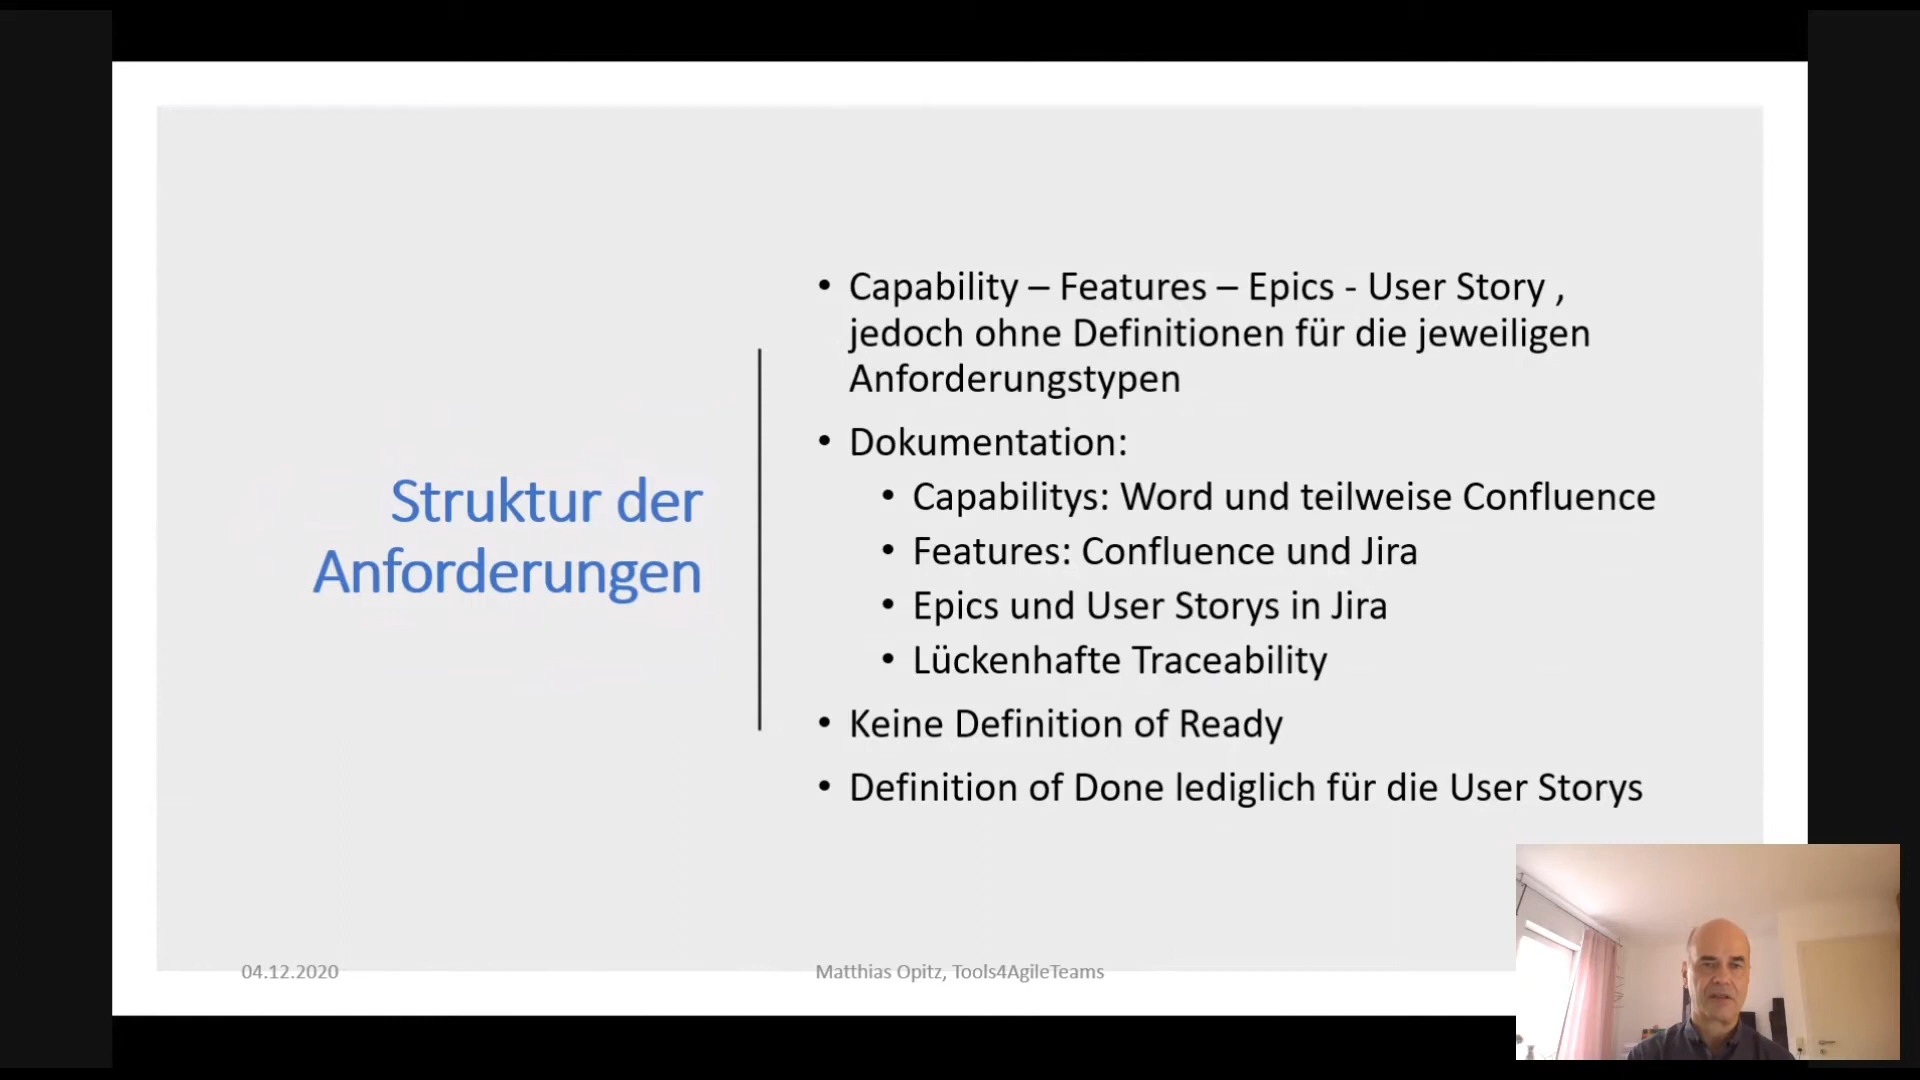 Struktur der
Anforderungen
• Capability – Features – Epics - User Story ,
jedoch ohne Definitionen für die jeweiligen
Anforderungstypen
• Dokumentation:
• Capabilitys: Word und teilweise Confluence
• Features: Confluence und Jira
• Epics und User Storys in Jira
• Lückenhafte Traceability
• Keine Definition of Ready
• Definition of Done lediglich für die User Storys
04.12.2020
Matthias Opitz, Tools4AgileTeams